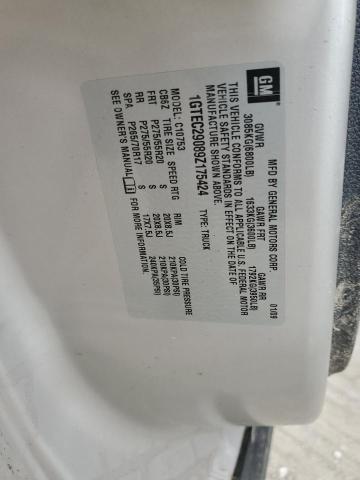 GM
MFD BY GENERAL MOTORS CORP. 01/09
GVWR GAWR FRT GAWR RR
3085KG(6800LB) 1633KG(3600LB) 1792KG(3950LB)
THIS VEHICLE CONFORMS TO ALL APPLICABLE U.S. FEDERAL MOTOR
VEHICLE SAFETY STANDARDS IN EFFECT ON THE DATE OF
MANUFACTURE SHOWN ABOVE.
1GTEC29089Z175424 TYPE: TRUCK
MODEL: C10753
CB5Z TIRE SIZE SPEED RTG RIM COLD TIRE PRESSURE
FRT P275/55R20 S 20X8.5J 210KPA(30PSI)
RR P275/55R20 S 20X8.5J 210KPA(30PSI)
SPA P265/70R17 S 17X7.5J 240KPA(35PSI)
SEE OWNER'S MANUAL FOR MORE INFORMATION.